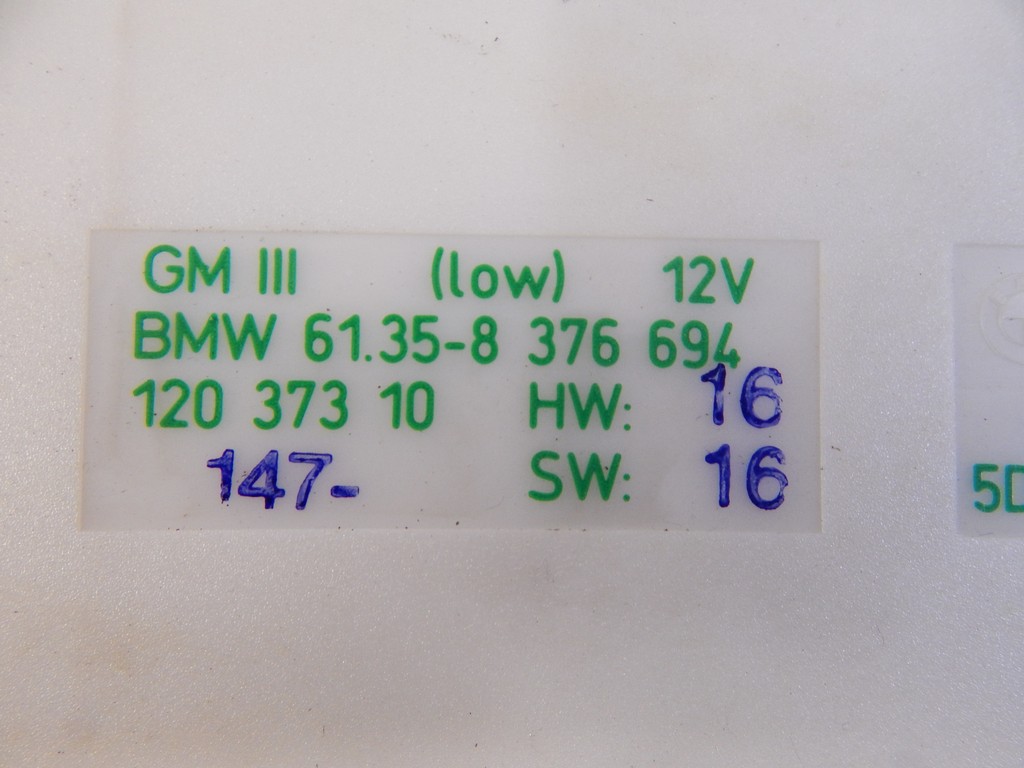 GM III (low) 12V
BMW 61.35-8 376 694
120 373 10 HW: 16
147- SW: 16
5D